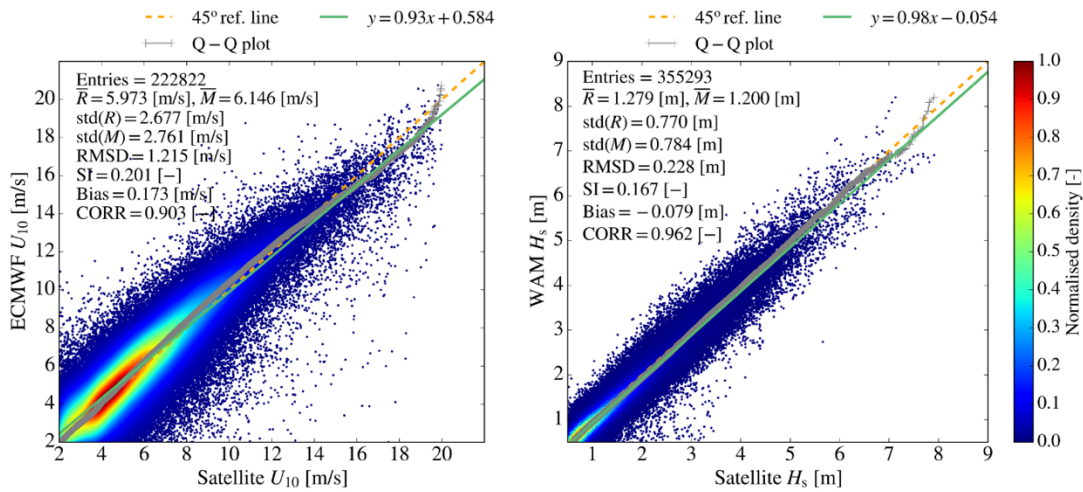 45° ref. line
y=0.93x+0.584
Q−Q plot
Entries = 222822
R̅ = 5.973 [m/s], M̅ = 6.146 [m/s]
std(R) = 2.677 [m/s]
std(M) = 2.761 [m/s]
RMSD = 1.215 [m/s]
SI = 0.201 [−]
Bias = 0.173 [m/s]
CORR = 0.903 [−]
20
18
16
14
12
10
8
6
4
2
ECMWF U10 [m/s]
2 4 6 8 10 12 14 16 18 20
Satellite U10 [m/s]
45° ref. line
y=0.98x−0.054
Q−Q plot
Entries = 355293
R̅ = 1.279 [m], M̅ = 1.200 [m]
std(R) = 0.770 [m]
std(M) = 0.784 [m]
RMSD = 0.228 [m]
SI = 0.167 [−]
Bias = −0.079 [m]
CORR = 0.962 [−]
9
8
7
6
5
4
3
2
1
WAM Hs [m]
1 2 3 4 5 6 7 8 9
Satellite Hs [m]
1.0
0.9
0.8
0.7
0.6
0.5
0.4
0.3
0.2
0.1
0.0
Normalised density [-]